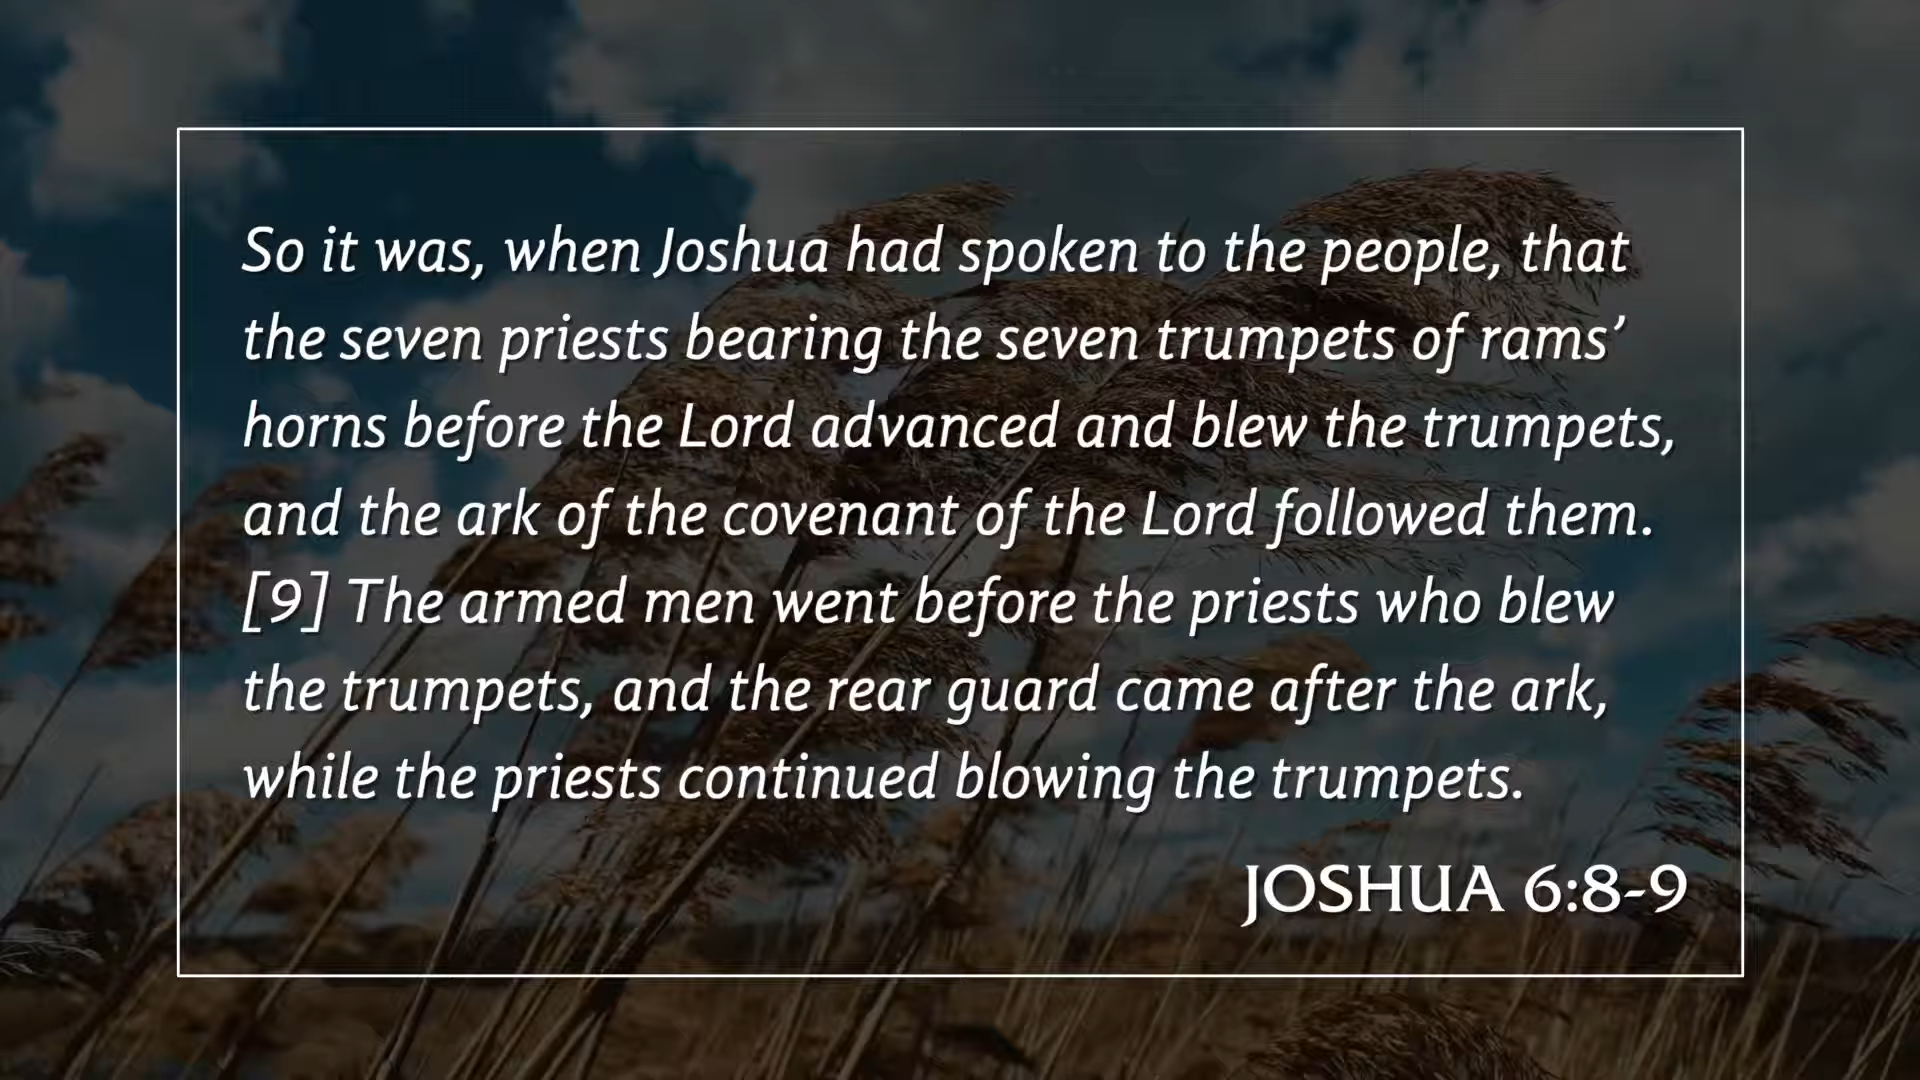 So it was, when Joshua had spoken to the people, that
the seven priests bearing the seven trumpets of rams’
horns before the Lord advanced and blew the trumpets,
and the ark of the covenant of the Lord followed them.
[9] The armed men went before the priests who blew
the trumpets, and the rear guard came after the ark,
while the priests continued blowing the trumpets.
JOSHUA 6:8-9